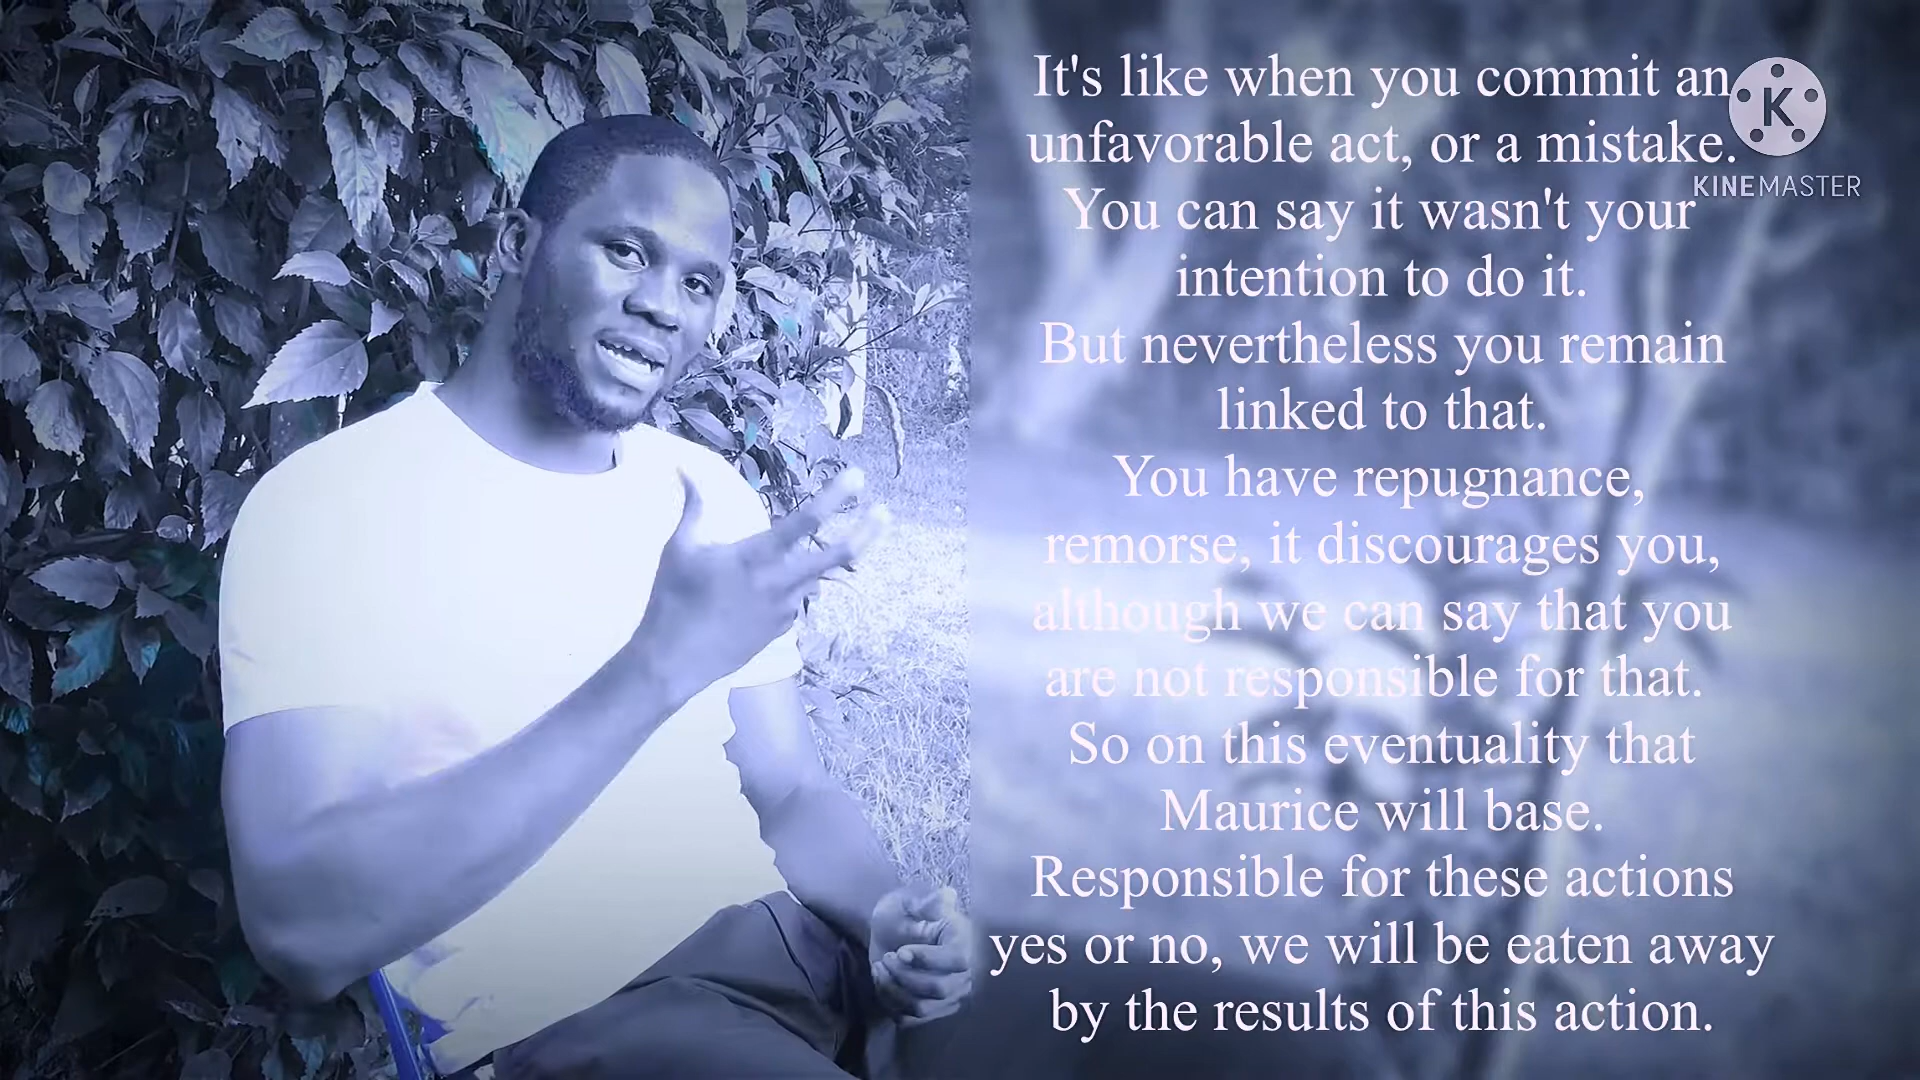 It's like when you commit an
unfavorable act, or a mistake.
You can say it wasn't your
intention to do it.
But nevertheless you remain
linked to that.
You have repugnance,
remorse, it discourages you,
although we can say that you
are not responsible for that.
So on this eventuality that
Maurice will base.
Responsible for these actions
yes or no, we will be eaten away
by the results of this action.
K
KINEMASTER